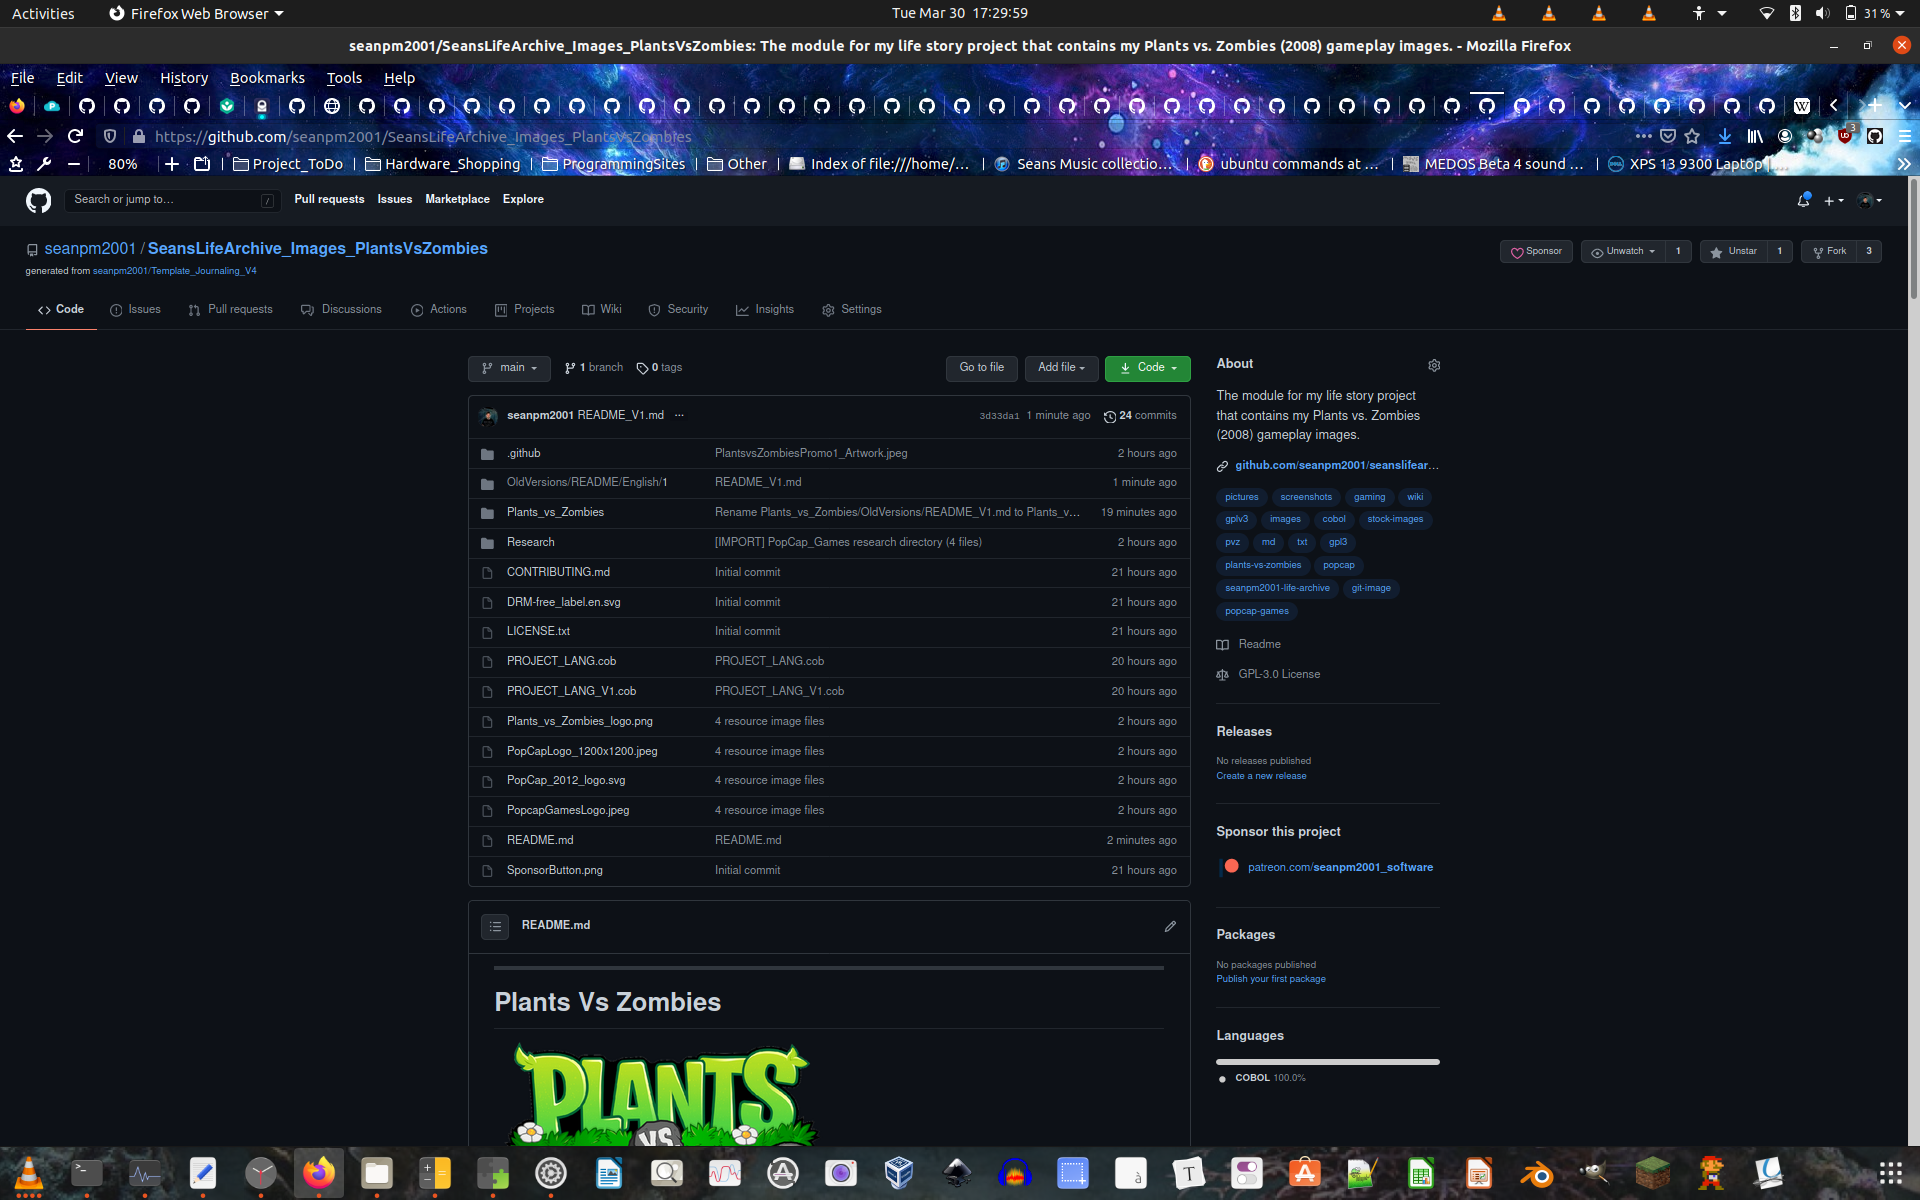 Activities
Firefox Web Browser
Tue Mar 30 17:29:59
31 %
seanpm2001/SeansLifeArchive_Images_PlantsVsZombies: The module for my life story project that contains my Plants vs. Zombies (2008) gameplay images. - Mozilla Firefox
File Edit View History Bookmarks Tools Help
https://github.com/seanpm2001/SeansLifeArchive_Images_PlantsVsZombies
3
80%
Project_ToDo
Hardware_Shopping
ProgrammingSites
Other
Index of file:///home/...
Seans Music collectio...
ubuntu commands at ...
MEDOS Beta 4 sound ...
XPS 13 9300 Laptop
Search or jump to...
/
Pull requests Issues Marketplace Explore
seanpm2001 / SeansLifeArchive_Images_PlantsVsZombies
Sponsor
Unwatch 1
Unstar 1
Fork 3
generated from seanpm2001/Template_Journaling_V4
Code Issues Pull requests Discussions Actions Projects Wiki Security Insights Settings
main
1 branch
0 tags
Go to file
Add file
Code
seanpm2001 README_V1.md ... 3d33da1 1 minute ago 24 commits
.github PlantsvsZombiesPromo1_Artwork.jpeg 2 hours ago
OldVersions/README/English/1 README_V1.md 1 minute ago
Plants_vs_Zombies Rename Plants_vs_Zombies/OldVersions/README_V1.md to Plants_v... 19 minutes ago
Research [IMPORT] PopCap_Games research directory (4 files) 2 hours ago
CONTRIBUTING.md Initial commit 21 hours ago
DRM-free_label.en.svg Initial commit 21 hours ago
LICENSE.txt Initial commit 21 hours ago
PROJECT_LANG.cob PROJECT_LANG.cob 20 hours ago
PROJECT_LANG_V1.cob PROJECT_LANG_V1.cob 20 hours ago
Plants_vs_Zombies_logo.png 4 resource image files 2 hours ago
PopCapLogo_1200x1200.jpeg 4 resource image files 2 hours ago
PopCap_2012_logo.svg 4 resource image files 2 hours ago
PopcapGamesLogo.jpeg 4 resource image files 2 hours ago
README.md README.md 2 minutes ago
SponsorButton.png Initial commit 21 hours ago
README.md
Plants Vs Zombies
PLANTS
VS
About
The module for my life story project
that contains my Plants vs. Zombies
(2008) gameplay images.
github.com/seanpm2001/seanslifear...
pictures screenshots gaming wiki
gplv3 images cobol stock-images
pvz md txt gpl3
plants-vs-zombies popcap
seanpm2001-life-archive git-image
popcap-games
Readme
GPL-3.0 License
Releases
No releases published
Create a new release
Sponsor this project
patreon.com/seanpm2001_software
Packages
No packages published
Publish your first package
Languages
COBOL 100.0%